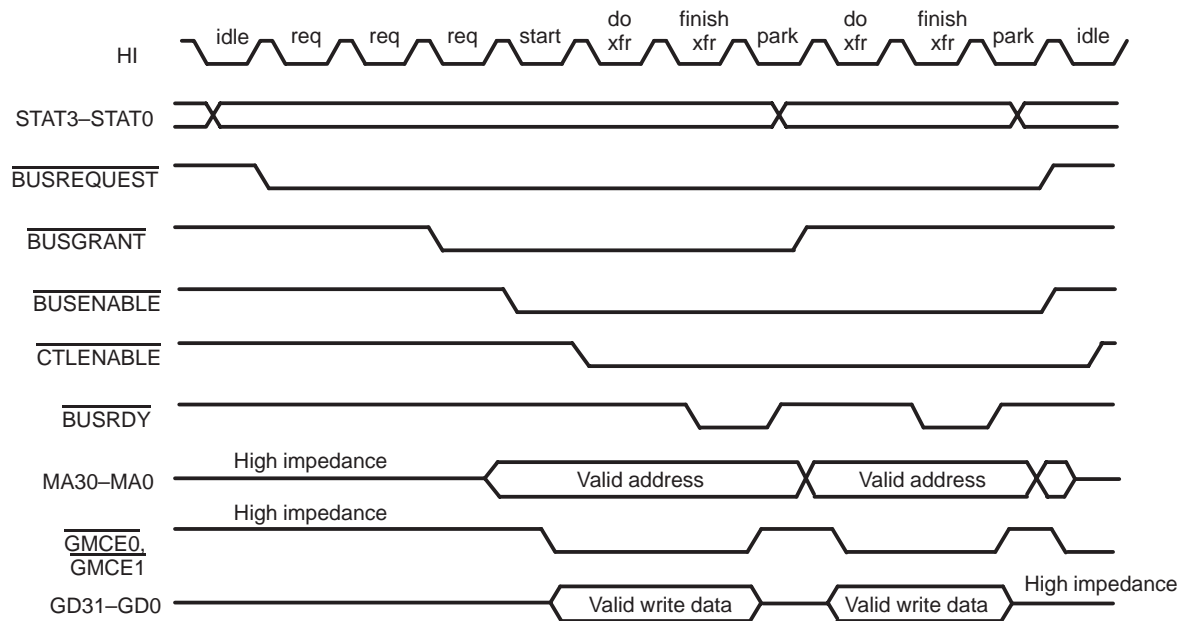 HI
idle req req req start do xfr finish xfr park do xfr finish xfr park idle
STAT3–STAT0
BUSREQUEST
BUSGRANT
BUSENABLE
CTLENABLE
BUSRDY
MA30–MA0 High impedance Valid address Valid address
GMCE0,
GMCE1
High impedance
GD31–GD0 Valid write data Valid write data High impedance